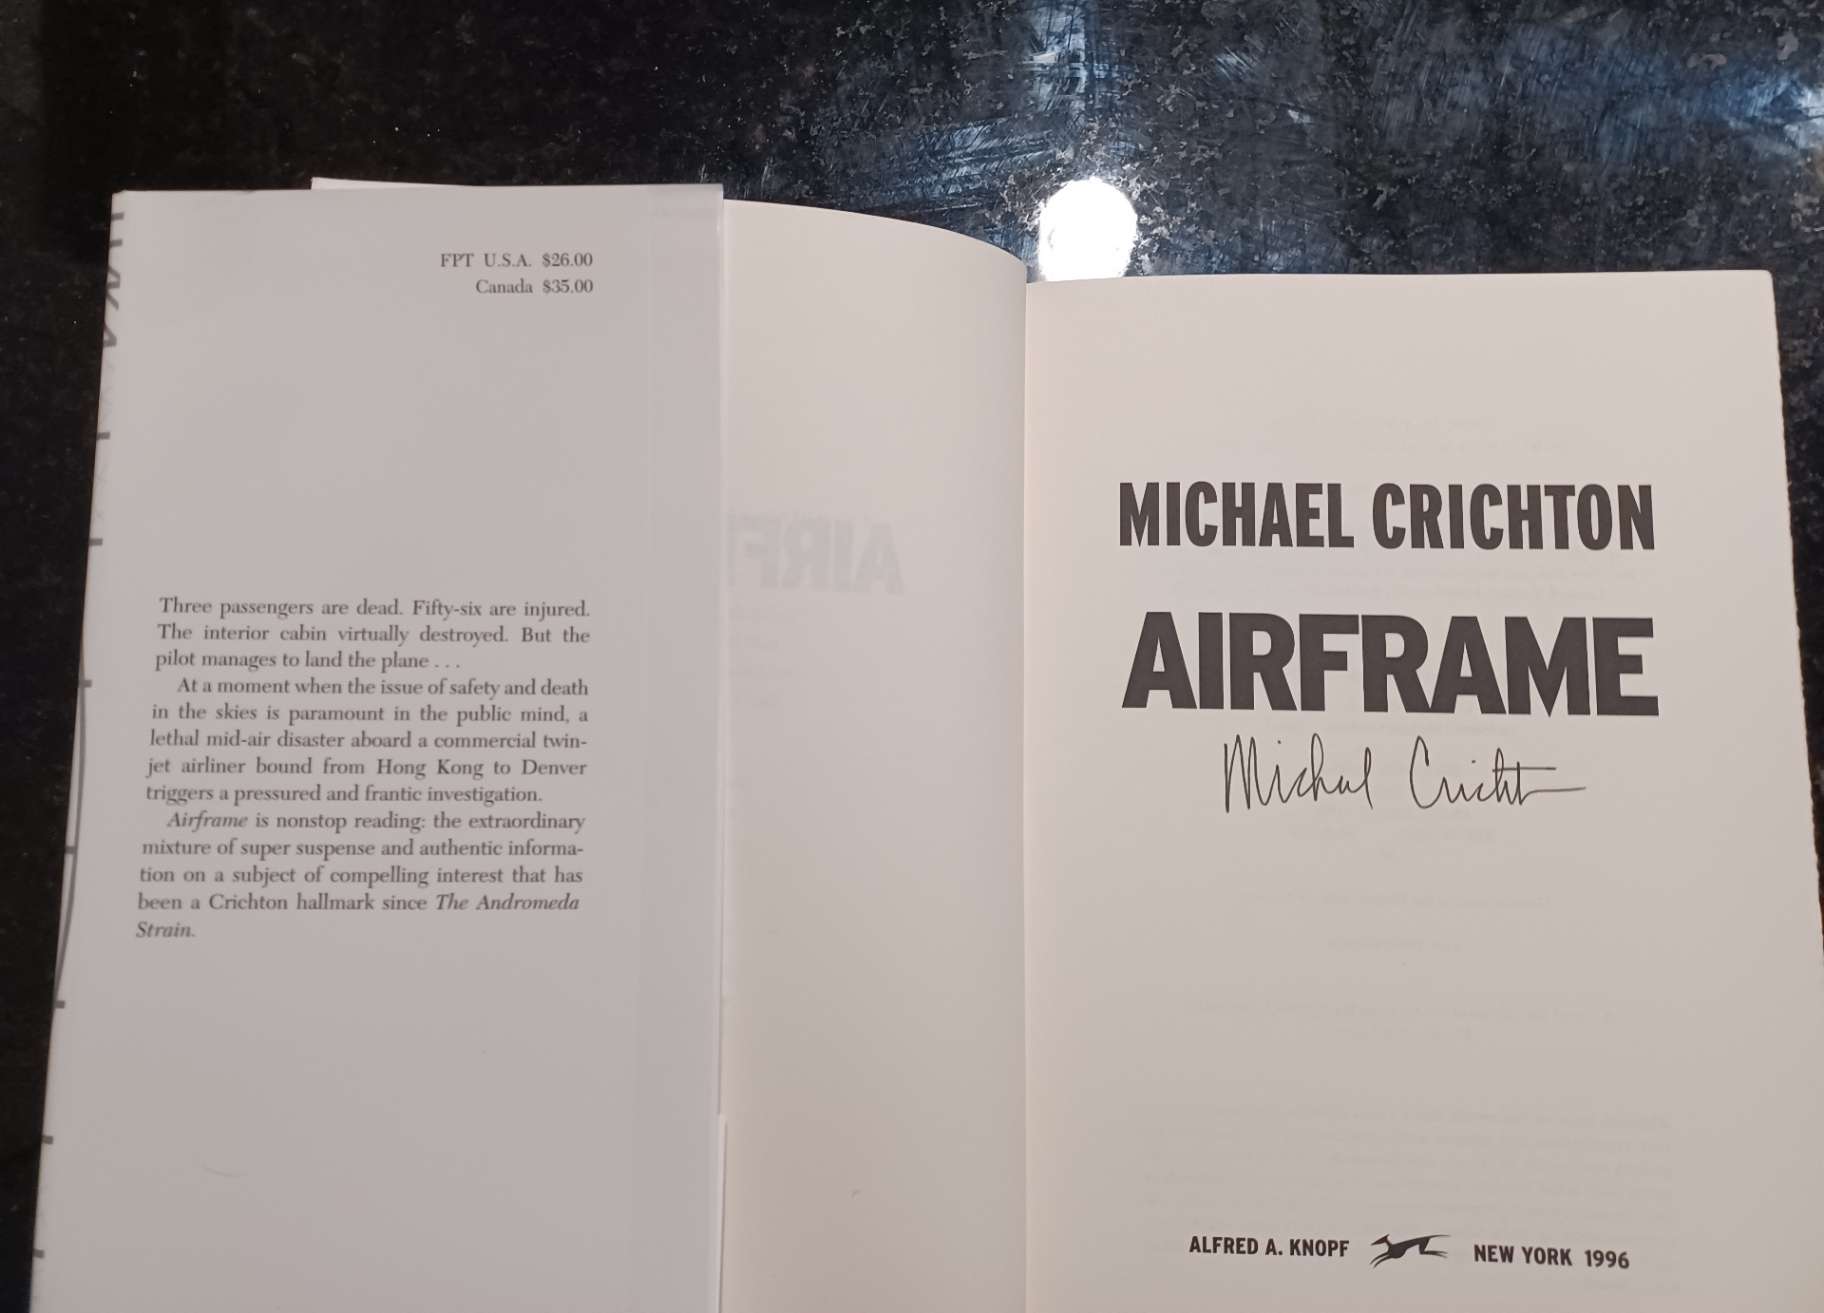 FPT U.S.A. $26.00
Canada $35.00
Three passengers are dead. Fifty-six are injured.
The interior cabin virtually destroyed. But the
pilot manages to land the plane . . .
At a moment when the issue of safety and death
in the skies is paramount in the public mind, a
lethal mid-air disaster aboard a commercial twin-
jet airliner bound from Hong Kong to Denver
triggers a pressured and frantic investigation.
Airframe is nonstop reading: the extraordinary
mixture of super suspense and authentic informa-
tion on a subject of compelling interest that has
been a Crichton hallmark since The Andromeda
Strain.
MICHAEL CRICHTON
AIRFRAME
Michael Crichton
ALFRED A. KNOPF NEW YORK 1996